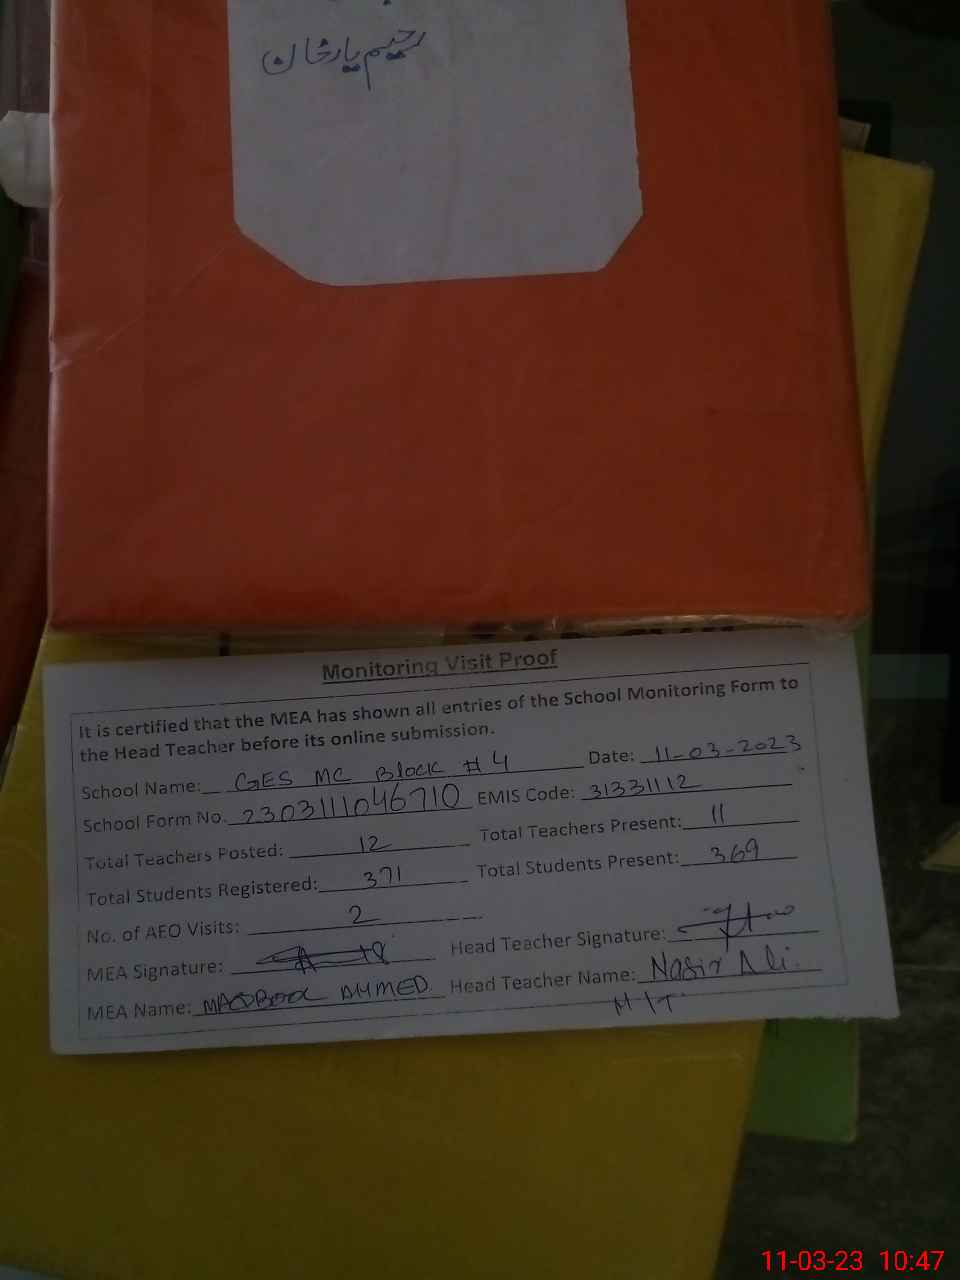 رحیم یار خان
Monitoring Visit Proof
It is certified that the MEA has shown all entries of the School Monitoring Form to
the Head Teacher before its online submission.
School Name: GES MC Block # 4 Date: 11-03-2023
School Form No. 2303111046710 EMIS Code: 31331112
Total Teachers Posted: 12 Total Teachers Present: 11
Total Students Registered: 371 Total Students Present: 369
No. of AEO Visits: 2
MEA Signature: Head Teacher Signature:
MEA Name: MAQBOOL AHMED Head Teacher Name: Nasir Ali
11-03-23 10:47